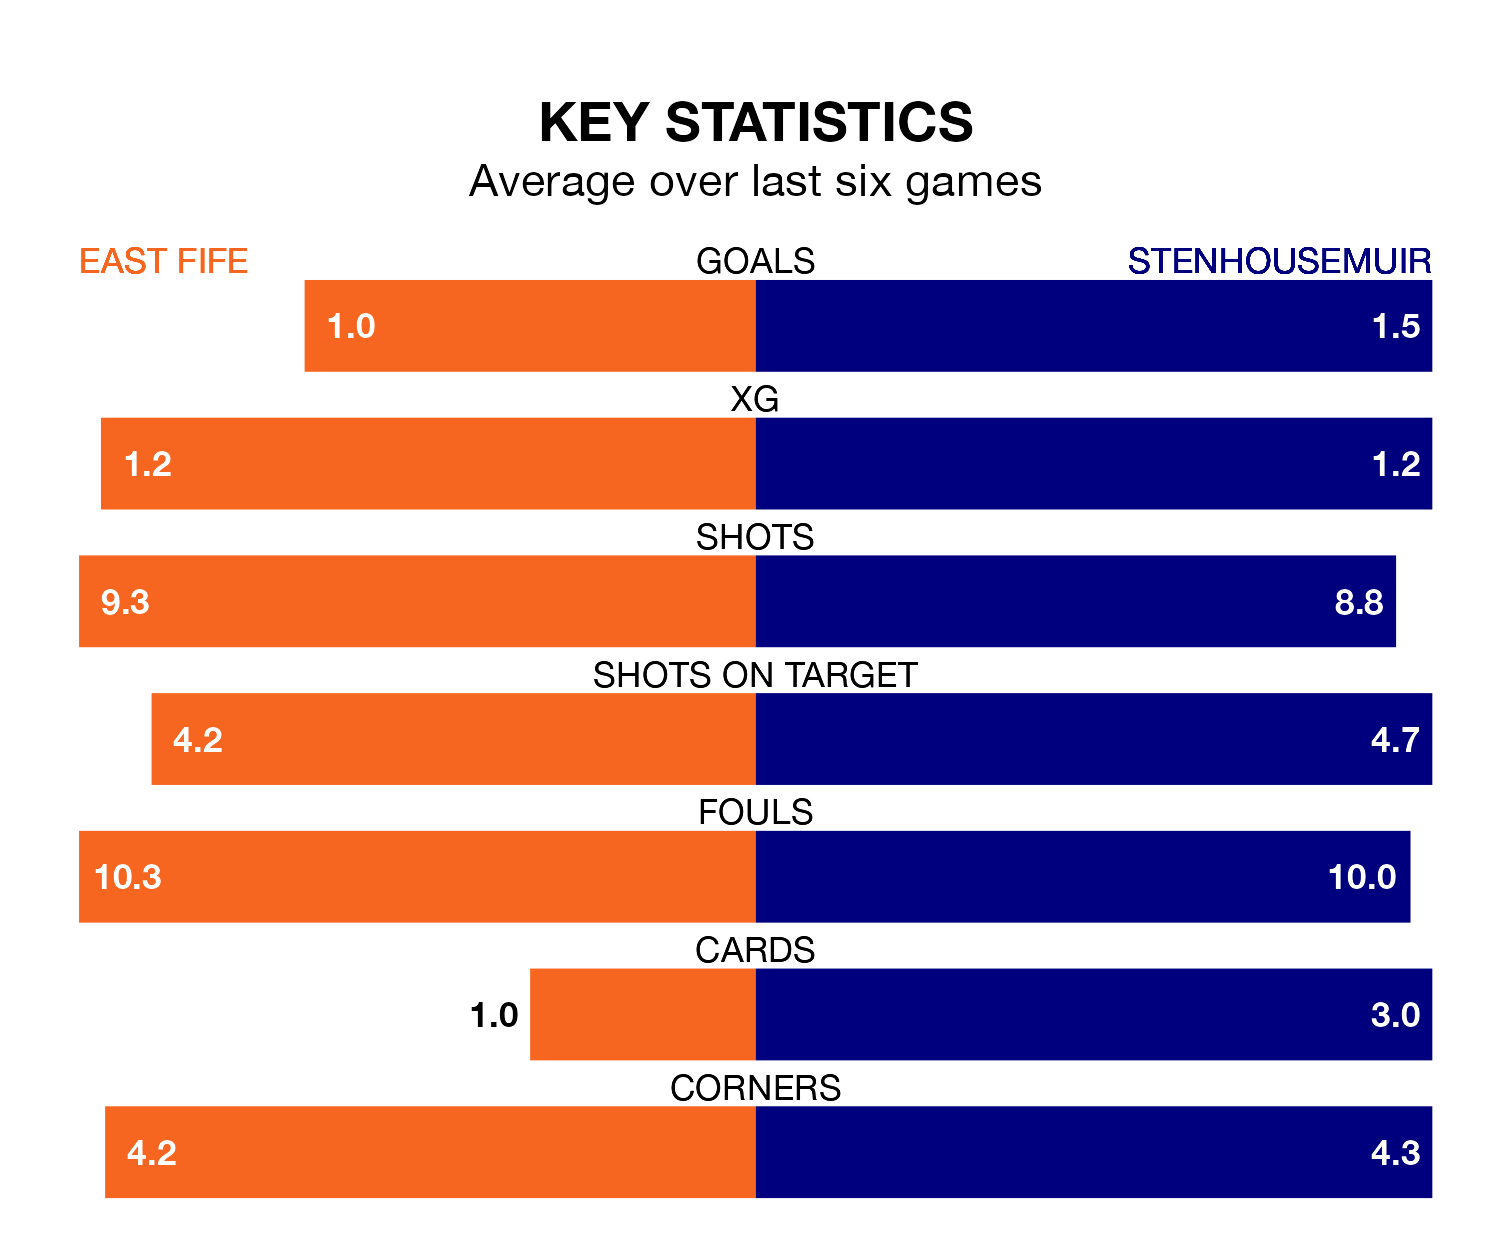 KEY STATISTICS
Average over last six games
EAST FIFE GOALS STENHOUSEMUIR
1.0 1.5
XG
1.2 1.2
SHOTS
9.3 8.8
SHOTS ON TARGET
4.2 4.7
FOULS
10.3 10.0
CARDS
1.0 3.0
CORNERS
4.2 4.3